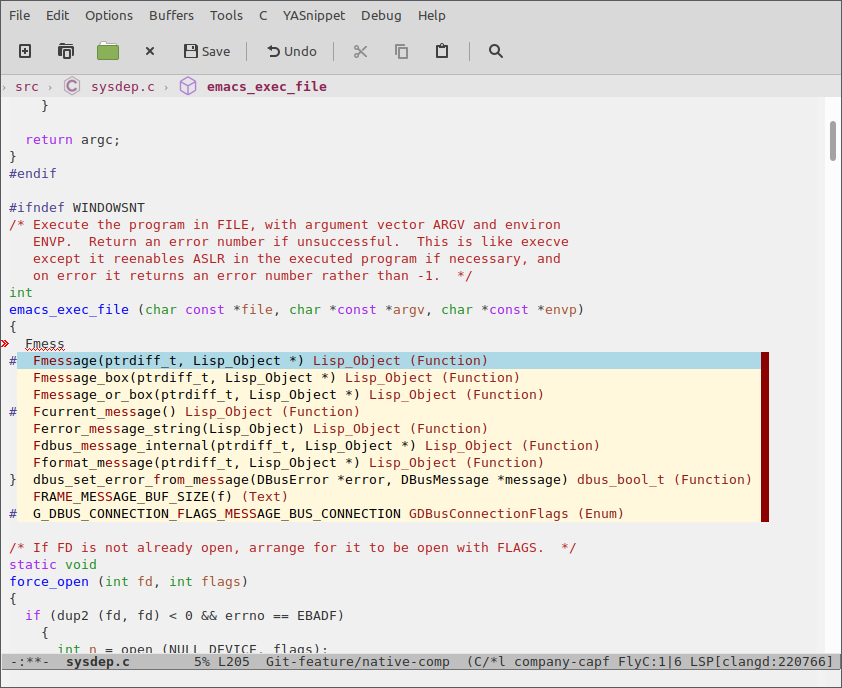 File Edit Options Buffers Tools C YASnippet Debug Help
Save Undo
› src › C sysdep.c › emacs_exec_file
    }

  return argc;
}
#endif

#ifndef WINDOWSNT
/* Execute the program in FILE, with argument vector ARGV and environ
   ENVP.  Return an error number if unsuccessful.  This is like execve
   except it reenables ASLR in the executed program if necessary, and
   on error it returns an error number rather than -1.  */
int
emacs_exec_file (char const *file, char *const *argv, char *const *envp)
{
  Fmess
#  Fmessage(ptrdiff_t, Lisp_Object *) Lisp_Object (Function)
   Fmessage_box(ptrdiff_t, Lisp_Object *) Lisp_Object (Function)
   Fmessage_or_box(ptrdiff_t, Lisp_Object *) Lisp_Object (Function)
#  Fcurrent_message() Lisp_Object (Function)
   Ferror_message_string(Lisp_Object) Lisp_Object (Function)
   Fdbus_message_internal(ptrdiff_t, Lisp_Object *) Lisp_Object (Function)
   Fformat_message(ptrdiff_t, Lisp_Object *) Lisp_Object (Function)
}  dbus_set_error_from_message(DBusError *error, DBusMessage *message) dbus_bool_t (Function)
   FRAME_MESSAGE_BUF_SIZE(f) (Text)
#  G_DBUS_CONNECTION_FLAGS_MESSAGE_BUS_CONNECTION GDBusConnectionFlags (Enum)

/* If FD is not already open, arrange for it to be open with FLAGS.  */
static void
force_open (int fd, int flags)
{
  if (dup2 (fd, fd) < 0 && errno == EBADF)
    {
      int n = open (NULL_DEVICE, flags);
-:**-  sysdep.c        5% L205  Git-feature/native-comp  (C/*l company-capf FlyC:1|6 LSP[clangd:220766]